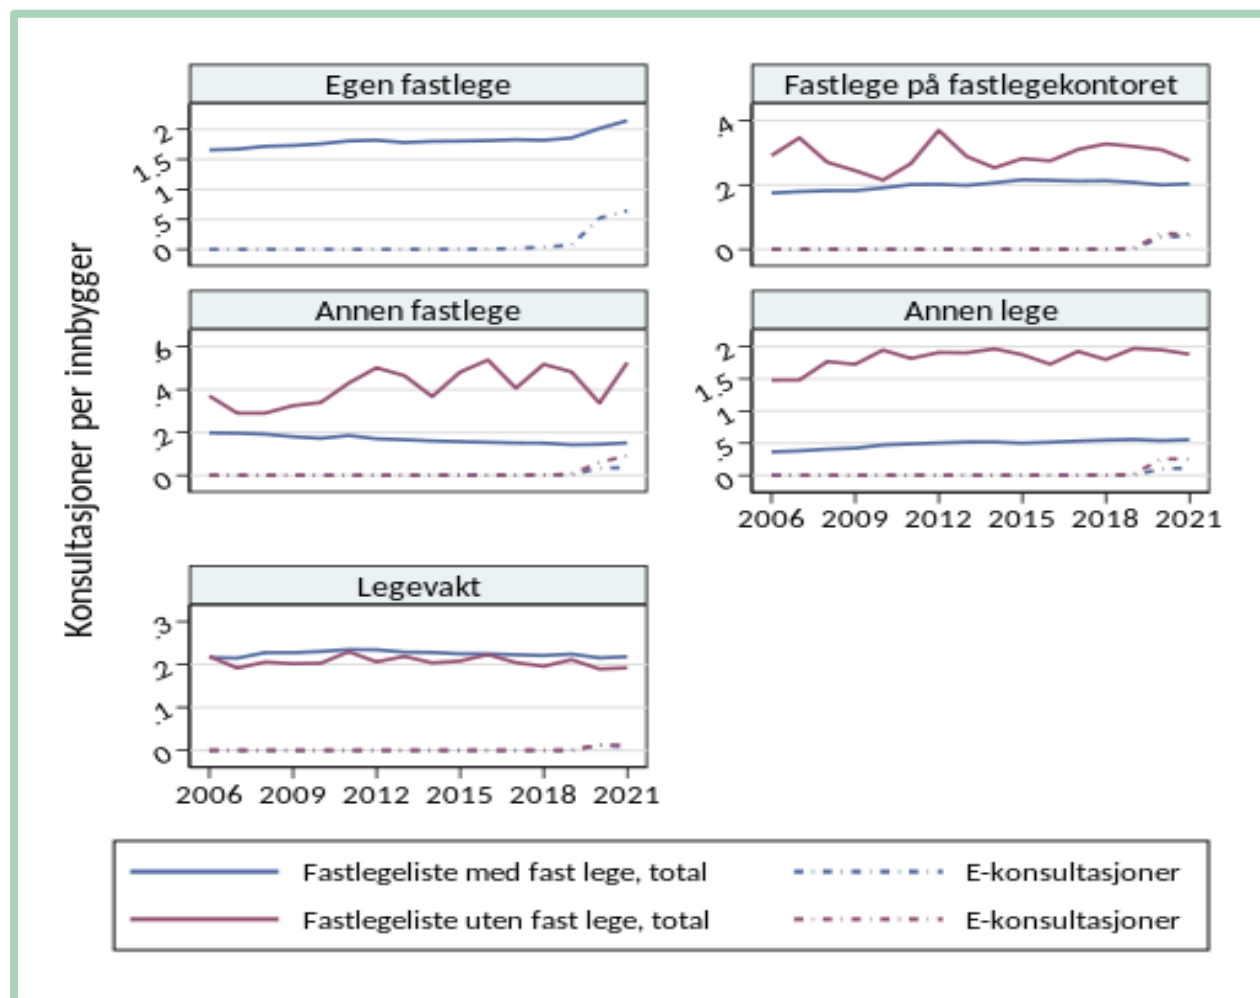 Konsultasjoner per innbygger
Egen fastlege
2
1.5
1
.5
0
Fastlege på fastlegekontoret
.4
.2
0
Annen fastlege
.6
.4
.2
0
Annen lege
2
1.5
1
.5
0
2006 2009 2012 2015 2018 2021
Legevakt
.3
.2
.1
0
2006 2009 2012 2015 2018 2021
Fastlegeliste med fast lege, total E-konsultasjoner
Fastlegeliste uten fast lege, total E-konsultasjoner